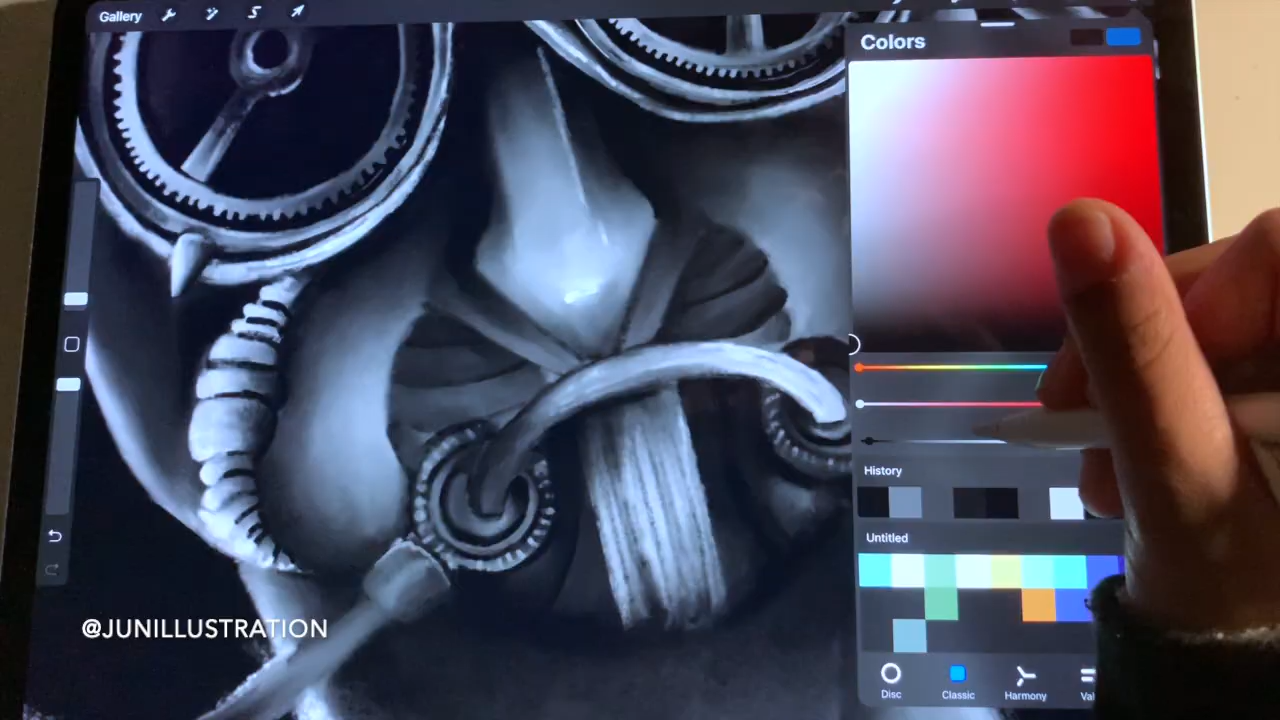 Gallery
Colors
History
Untitled
@JUNILLUSTRATION
Disc
Classic
Harmony